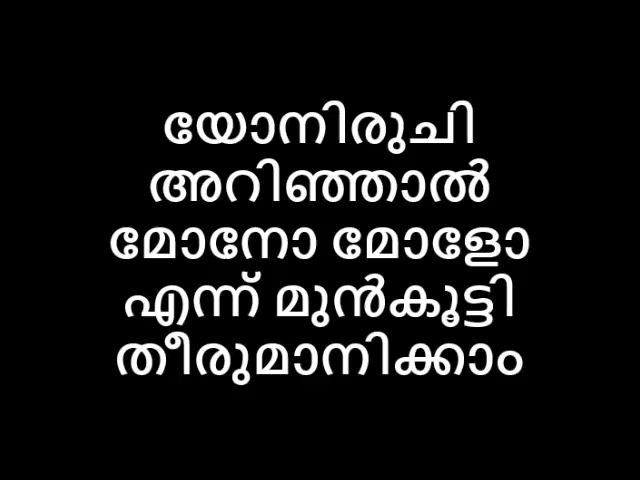 യോനിരുചി
അറിഞ്ഞാൽ
മോനോ മോളോ
എന്ന് മുൻകൂട്ടി
തീരുമാനിക്കാം